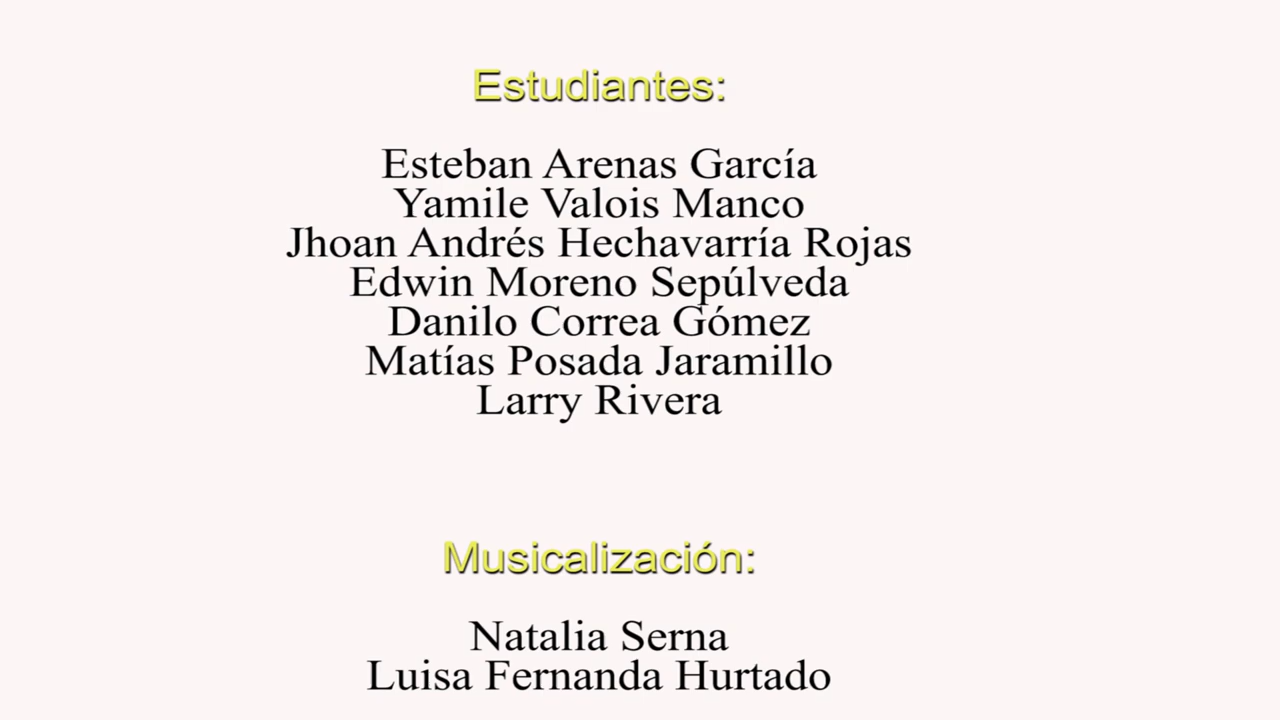 Estudiantes:
Esteban Arenas García
Yamile Valois Manco
Jhoan Andrés Hechavarría Rojas
Edwin Moreno Sepúlveda
Danilo Correa Gómez
Matías Posada Jaramillo
Larry Rivera
Musicalización:
Natalia Serna
Luisa Fernanda Hurtado